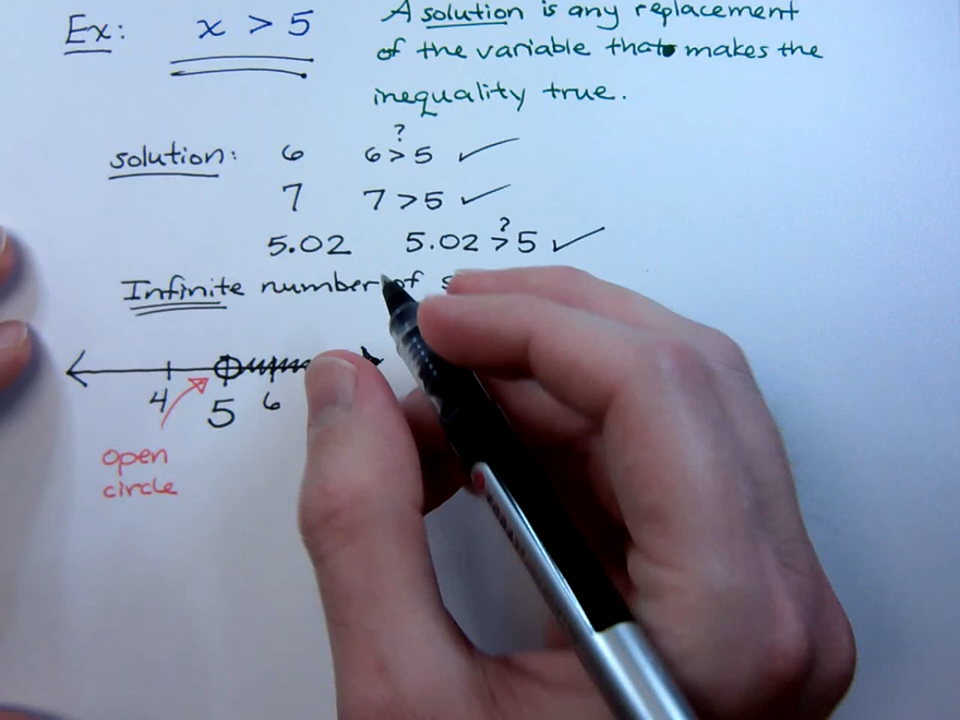 Ex: x > 5
A solution is any replacement
of the variable that makes the
inequality true.
solution: 6 6 ?> 5 ✓
7 7 > 5 ✓
5.02 5.02 ?> 5 ✓
Infinite number of s
4 5 6
open
circle